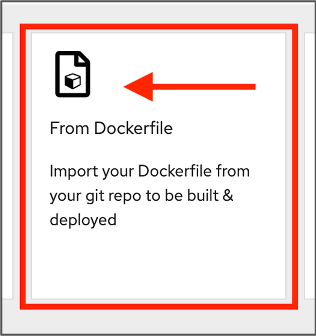 From Dockerfile
Import your Dockerfile from
your git repo to be built &
deployed